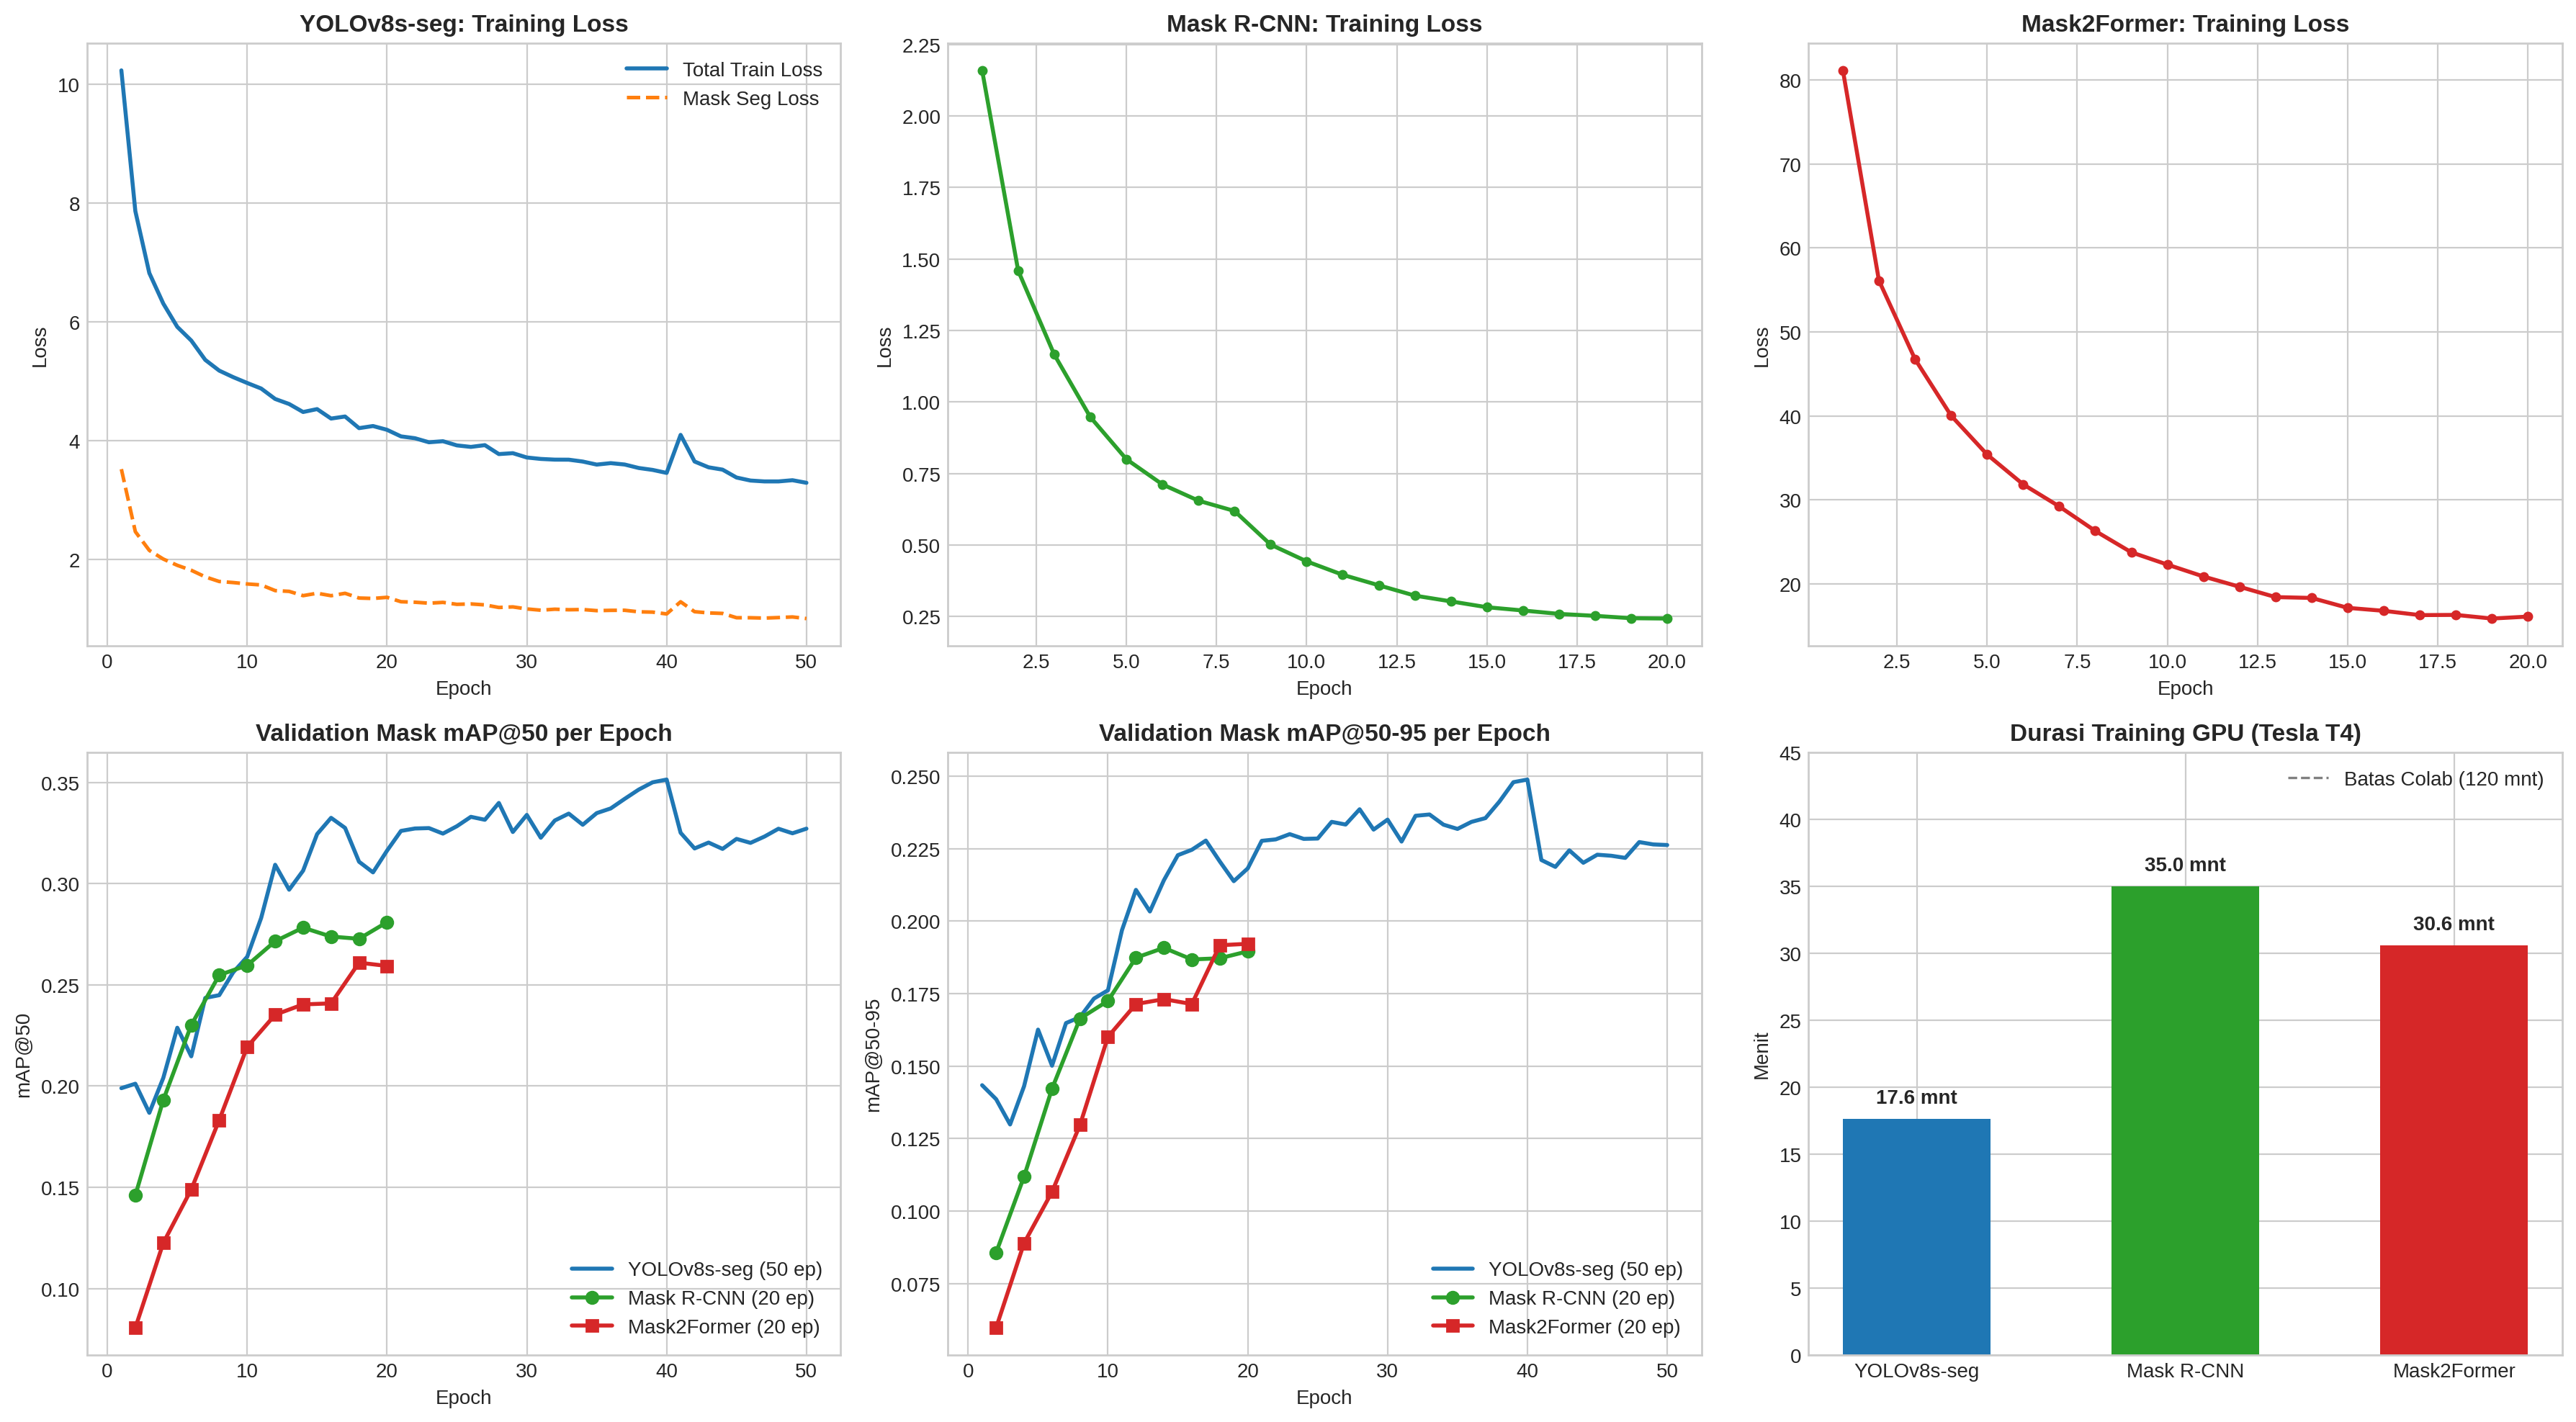 YOLOv8s-seg: Training Loss
Total Train Loss
Mask Seg Loss
10
8
6
4
2
Loss
0 10 20 30 40 50
Epoch
Mask R-CNN: Training Loss
2.25
2.00
1.75
1.50
1.25
1.00
0.75
0.50
0.25
Loss
2.5 5.0 7.5 10.0 12.5 15.0 17.5 20.0
Epoch
Mask2Former: Training Loss
80
70
60
50
40
30
20
Loss
2.5 5.0 7.5 10.0 12.5 15.0 17.5 20.0
Epoch
Validation Mask mAP@50 per Epoch
0.35
0.30
0.25
0.20
0.15
0.10
mAP@50
YOLOv8s-seg (50 ep)
Mask R-CNN (20 ep)
Mask2Former (20 ep)
0 10 20 30 40 50
Epoch
Validation Mask mAP@50-95 per Epoch
0.250
0.225
0.200
0.175
0.150
0.125
0.100
0.075
mAP@50-95
YOLOv8s-seg (50 ep)
Mask R-CNN (20 ep)
Mask2Former (20 ep)
0 10 20 30 40 50
Epoch
Durasi Training GPU (Tesla T4)
Batas Colab (120 mnt)
45
40
35
30
25
20
15
10
5
0
Menit
17.6 mnt
35.0 mnt
30.6 mnt
YOLOv8s-seg Mask R-CNN Mask2Former